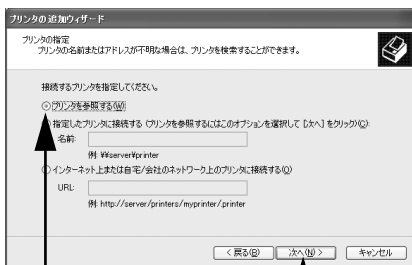 プリンタの追加ウィザード
プリンタの指定
プリンタの名前またはアドレスが不明な場合は、プリンタを検索することができます。
接続するプリンタを指定してください。
プリンタを参照する(W)
指定したプリンタに接続する (プリンタを参照するにはこのオプションを選択して [次へ] をクリック)(C):
名前:
例: ¥¥server¥printer
インターネット上または自宅/会社のネットワーク上のプリンタに接続する(O)
URL:
例: http://server/printers/myprinter/.printer
< 戻る(B)
次へ(N) >
キャンセル